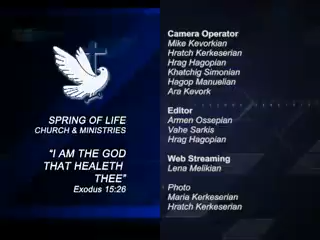 SPRING OF LIFE
CHURCH & MINISTRIES
“I AM THE GOD
THAT HEALETH
THEE”
Exodus 15:26
Camera Operator
Mike Kevorkian
Hratch Kerkeserian
Hrag Hagopian
Khatchig Simonian
Hagop Manuelian
Ara Kevork
Editor
Armen Ossepian
Vahe Sarkis
Hrag Hagopian
Web Streaming
Lena Melikian
Photo
Maria Kerkeserian
Hratch Kerkeserian